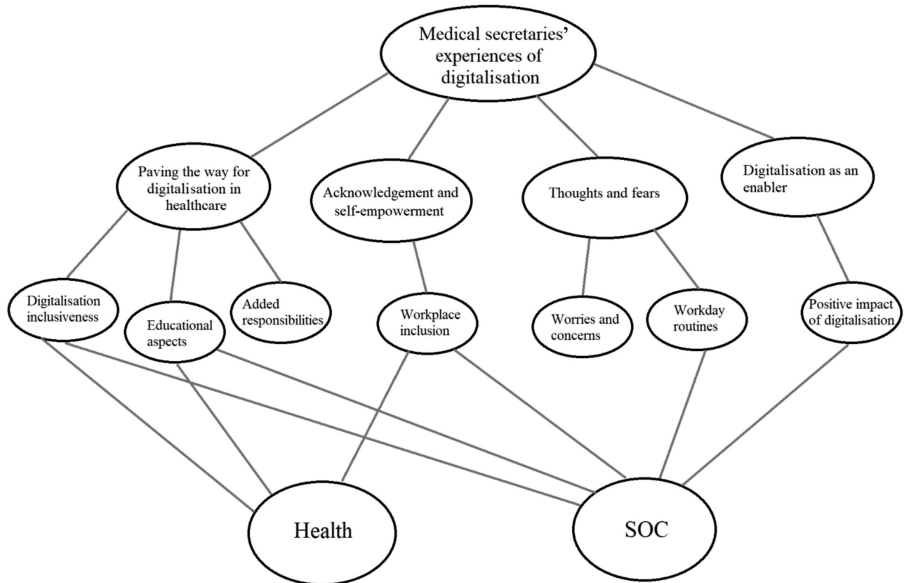 Medical secretaries’
experiences of
digitalisation
Paving the way for
digitalisation in
healthcare
Acknowledgement and
self-empowerment
Thoughts and fears
Digitalisation as an
enabler
Digitalisation
inclusiveness
Educational
aspects
Added
responsibilities
Workplace
inclusion
Worries and
concerns
Workday
routines
Positive impact
of digitalisation
Health
SOC